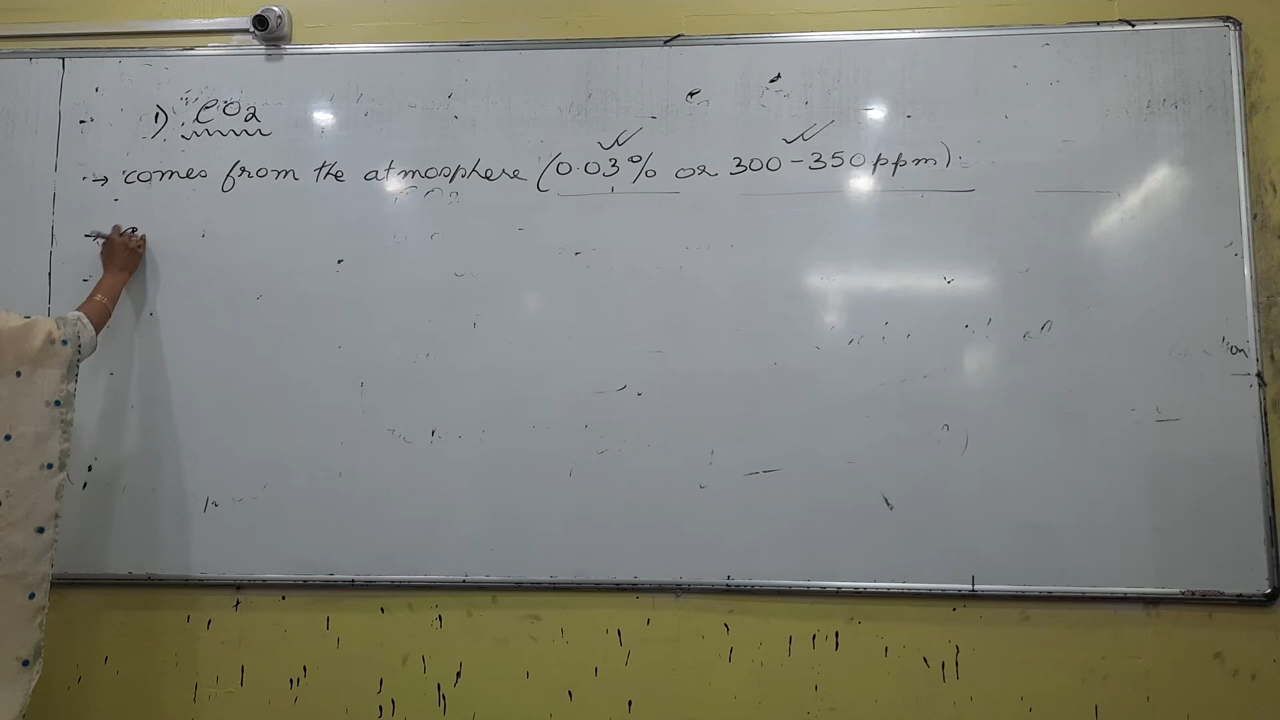 1) CO2
→ comes from the atmosphere (0.03% or 300-350 ppm).
→